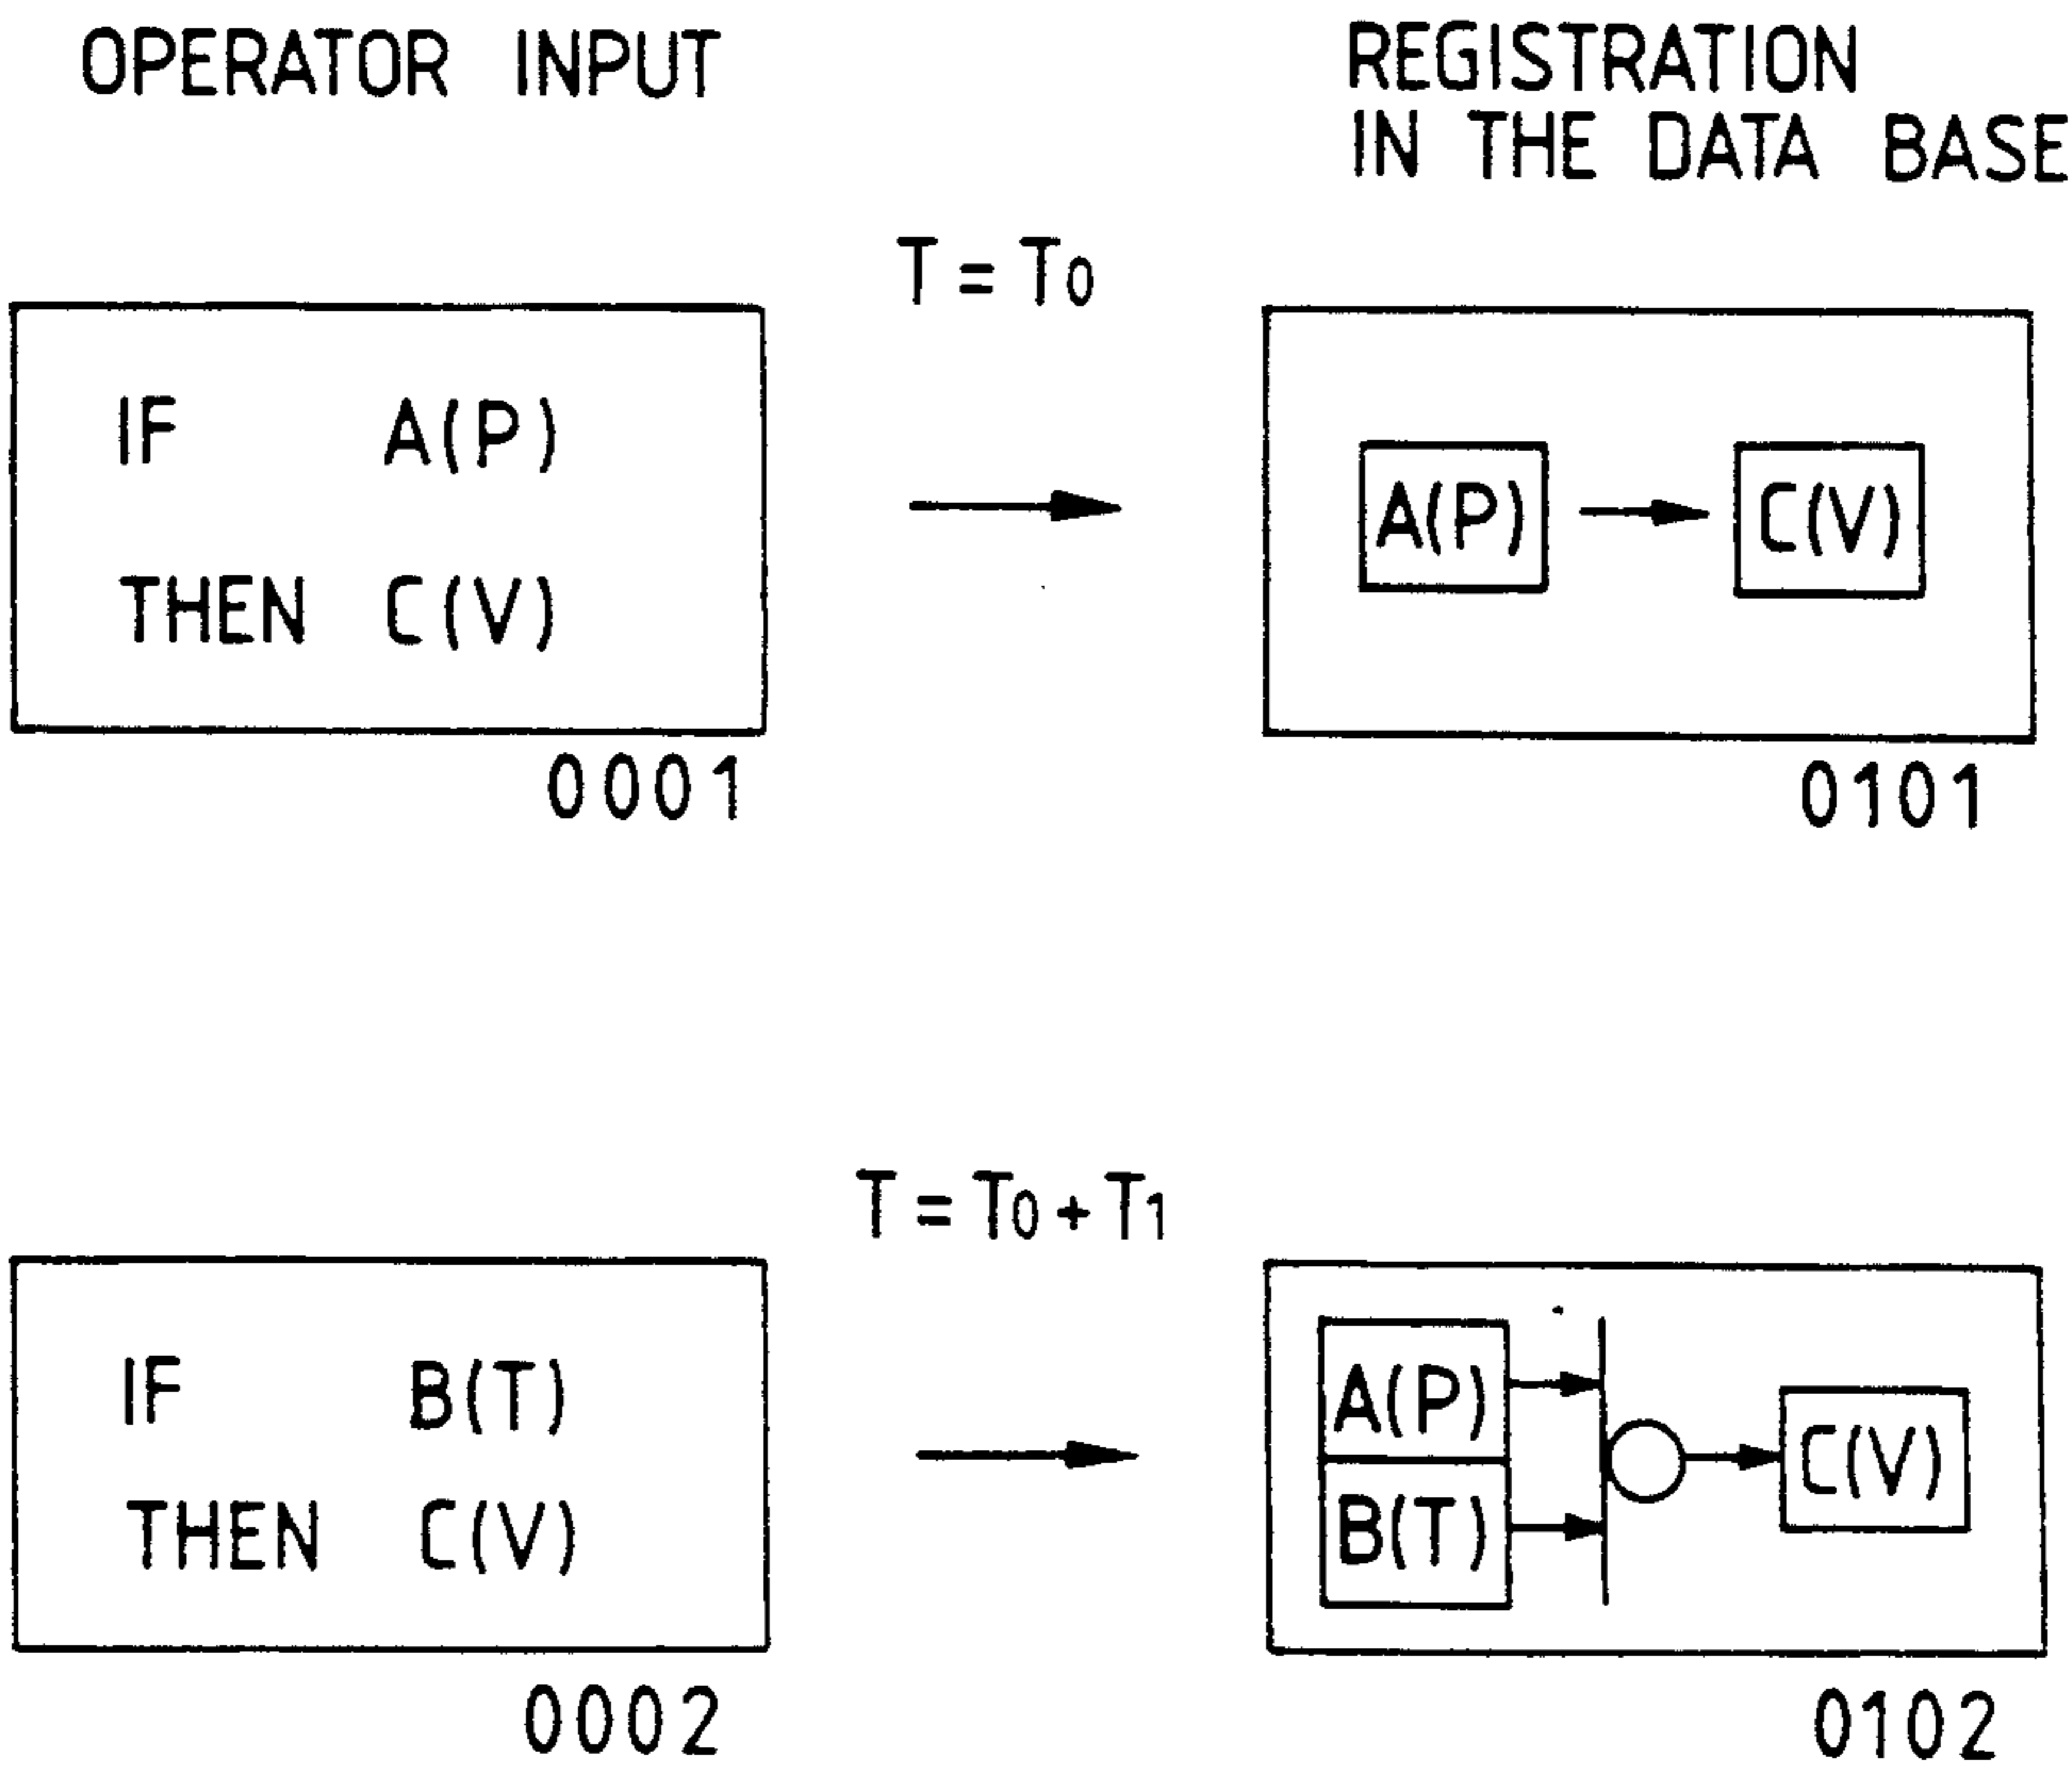 OPERATOR INPUT
REGISTRATION
IN THE DATA BASE
T = T0
IF A(P)
THEN C(V)
0001
A(P)
C(V)
0101
T = T0 + T1
IF B(T)
THEN C(V)
0002
A(P)
B(T)
C(V)
0102